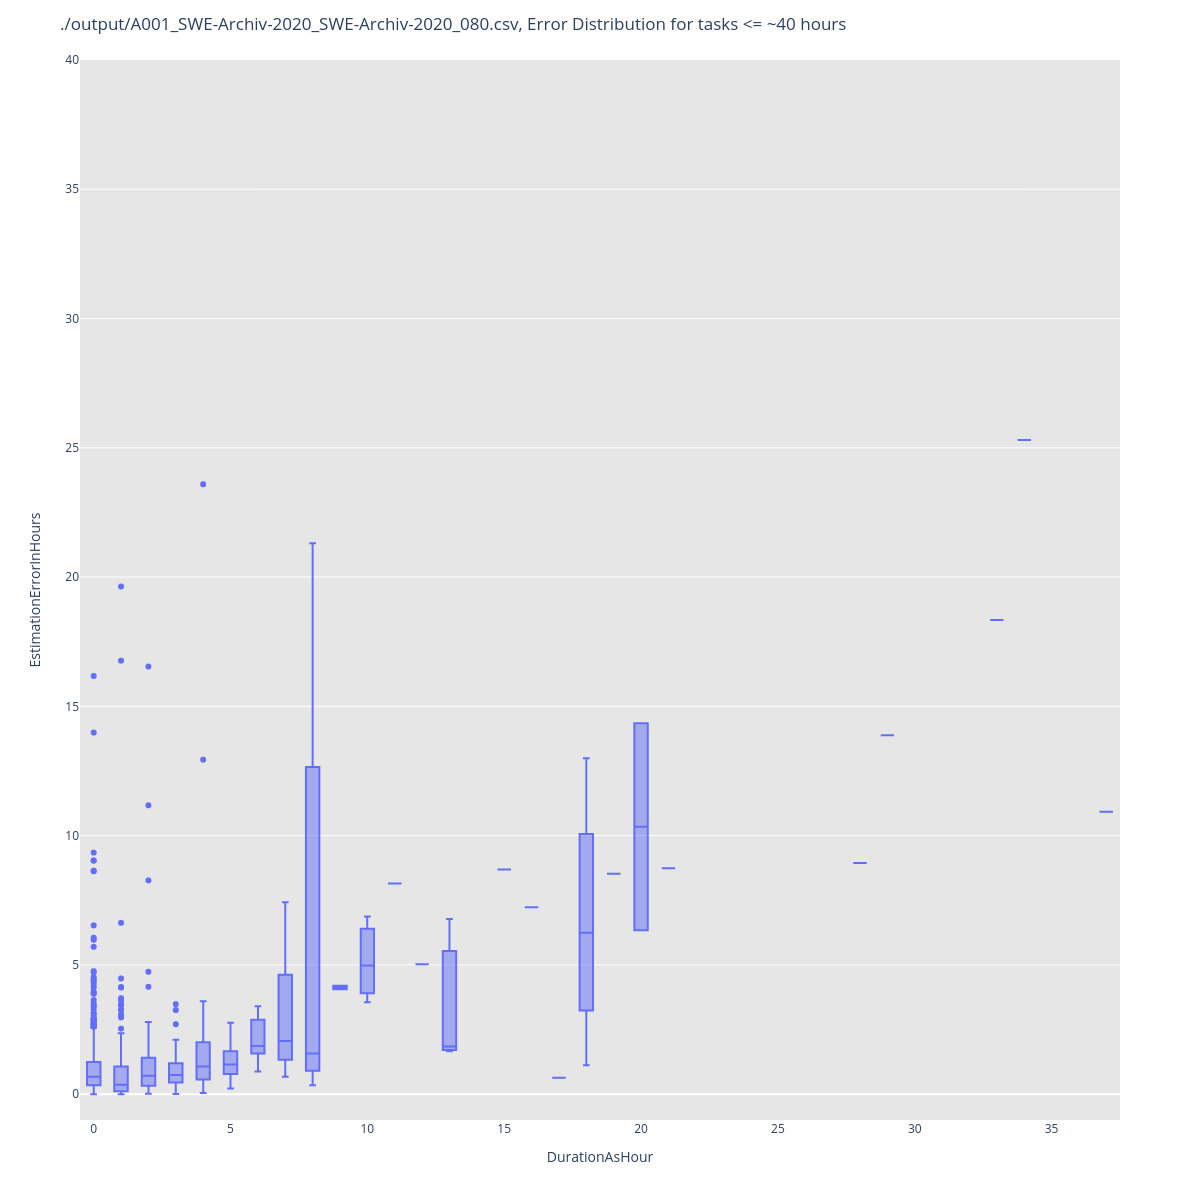 ./output/A001_SWE-Archiv-2020_SWE-Archiv-2020_080.csv, Error Distribution for tasks <= ~40 hours
40
35
30
25
20
15
10
5
0
EstimationErrorInHours
0 5 10 15 20 25 30 35
DurationAsHour